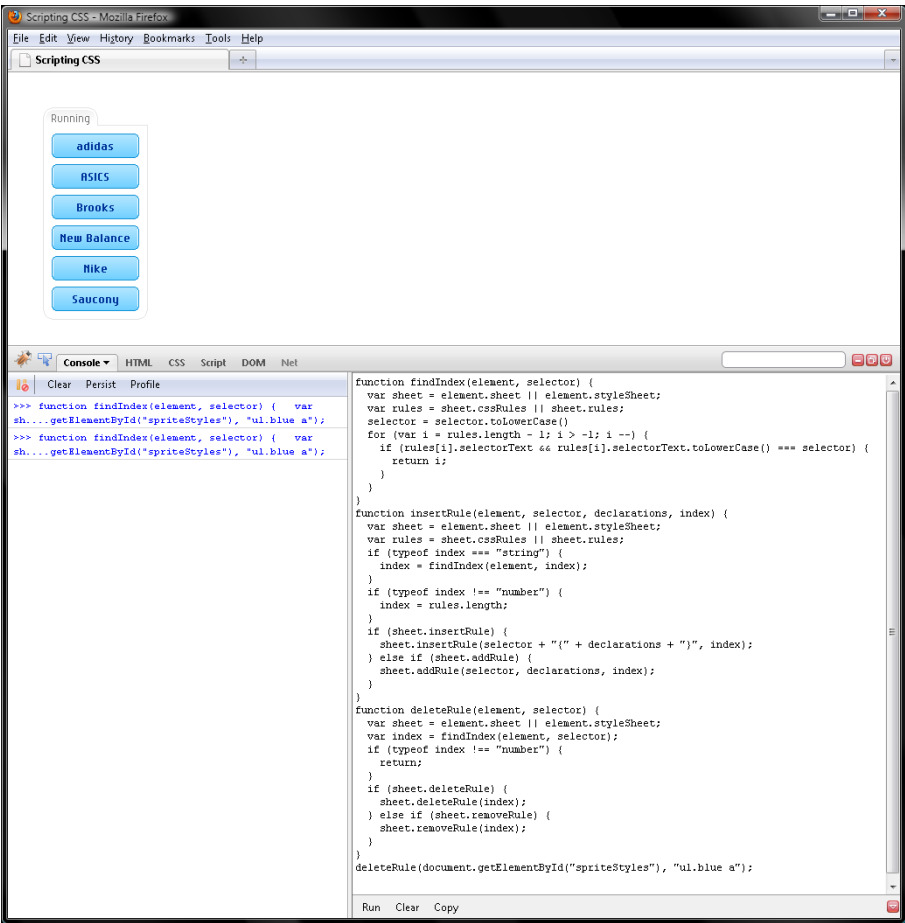 Scripting CSS - Mozilla Firefox
File Edit View History Bookmarks Tools Help
Scripting CSS
Running
adidas
ASICS
Brooks
New Balance
Nike
Saucony
Console HTML CSS Script DOM Net
Clear Persist Profile
>>> function findIndex(element, selector) {   var
sh....getElementById("spriteStyles"), "ul.blue a");
>>> function findIndex(element, selector) {   var
sh....getElementById("spriteStyles"), "ul.blue a");
function findIndex(element, selector) {
  var sheet = element.sheet || element.styleSheet;
  var rules = sheet.cssRules || sheet.rules;
  selector = selector.toLowerCase()
  for (var i = rules.length - 1; i > -1; i --) {
    if (rules[i].selectorText && rules[i].selectorText.toLowerCase() === selector) {
      return i;
    }
  }
}
function insertRule(element, selector, declarations, index) {
  var sheet = element.sheet || element.styleSheet;
  var rules = sheet.cssRules || sheet.rules;
  if (typeof index === "string") {
    index = findIndex(element, index);
  }
  if (typeof index !== "number") {
    index = rules.length;
  }
  if (sheet.insertRule) {
    sheet.insertRule(selector + "{" + declarations + "}", index);
  } else if (sheet.addRule) {
    sheet.addRule(selector, declarations, index);
  }
}
function deleteRule(element, selector) {
  var sheet = element.sheet || element.styleSheet;
  var index = findIndex(element, selector);
  if (typeof index !== "number") {
    return;
  }
  if (sheet.deleteRule) {
    sheet.deleteRule(index);
  } else if (sheet.removeRule) {
    sheet.removeRule(index);
  }
}
deleteRule(document.getElementById("spriteStyles"), "ul.blue a");
Run Clear Copy